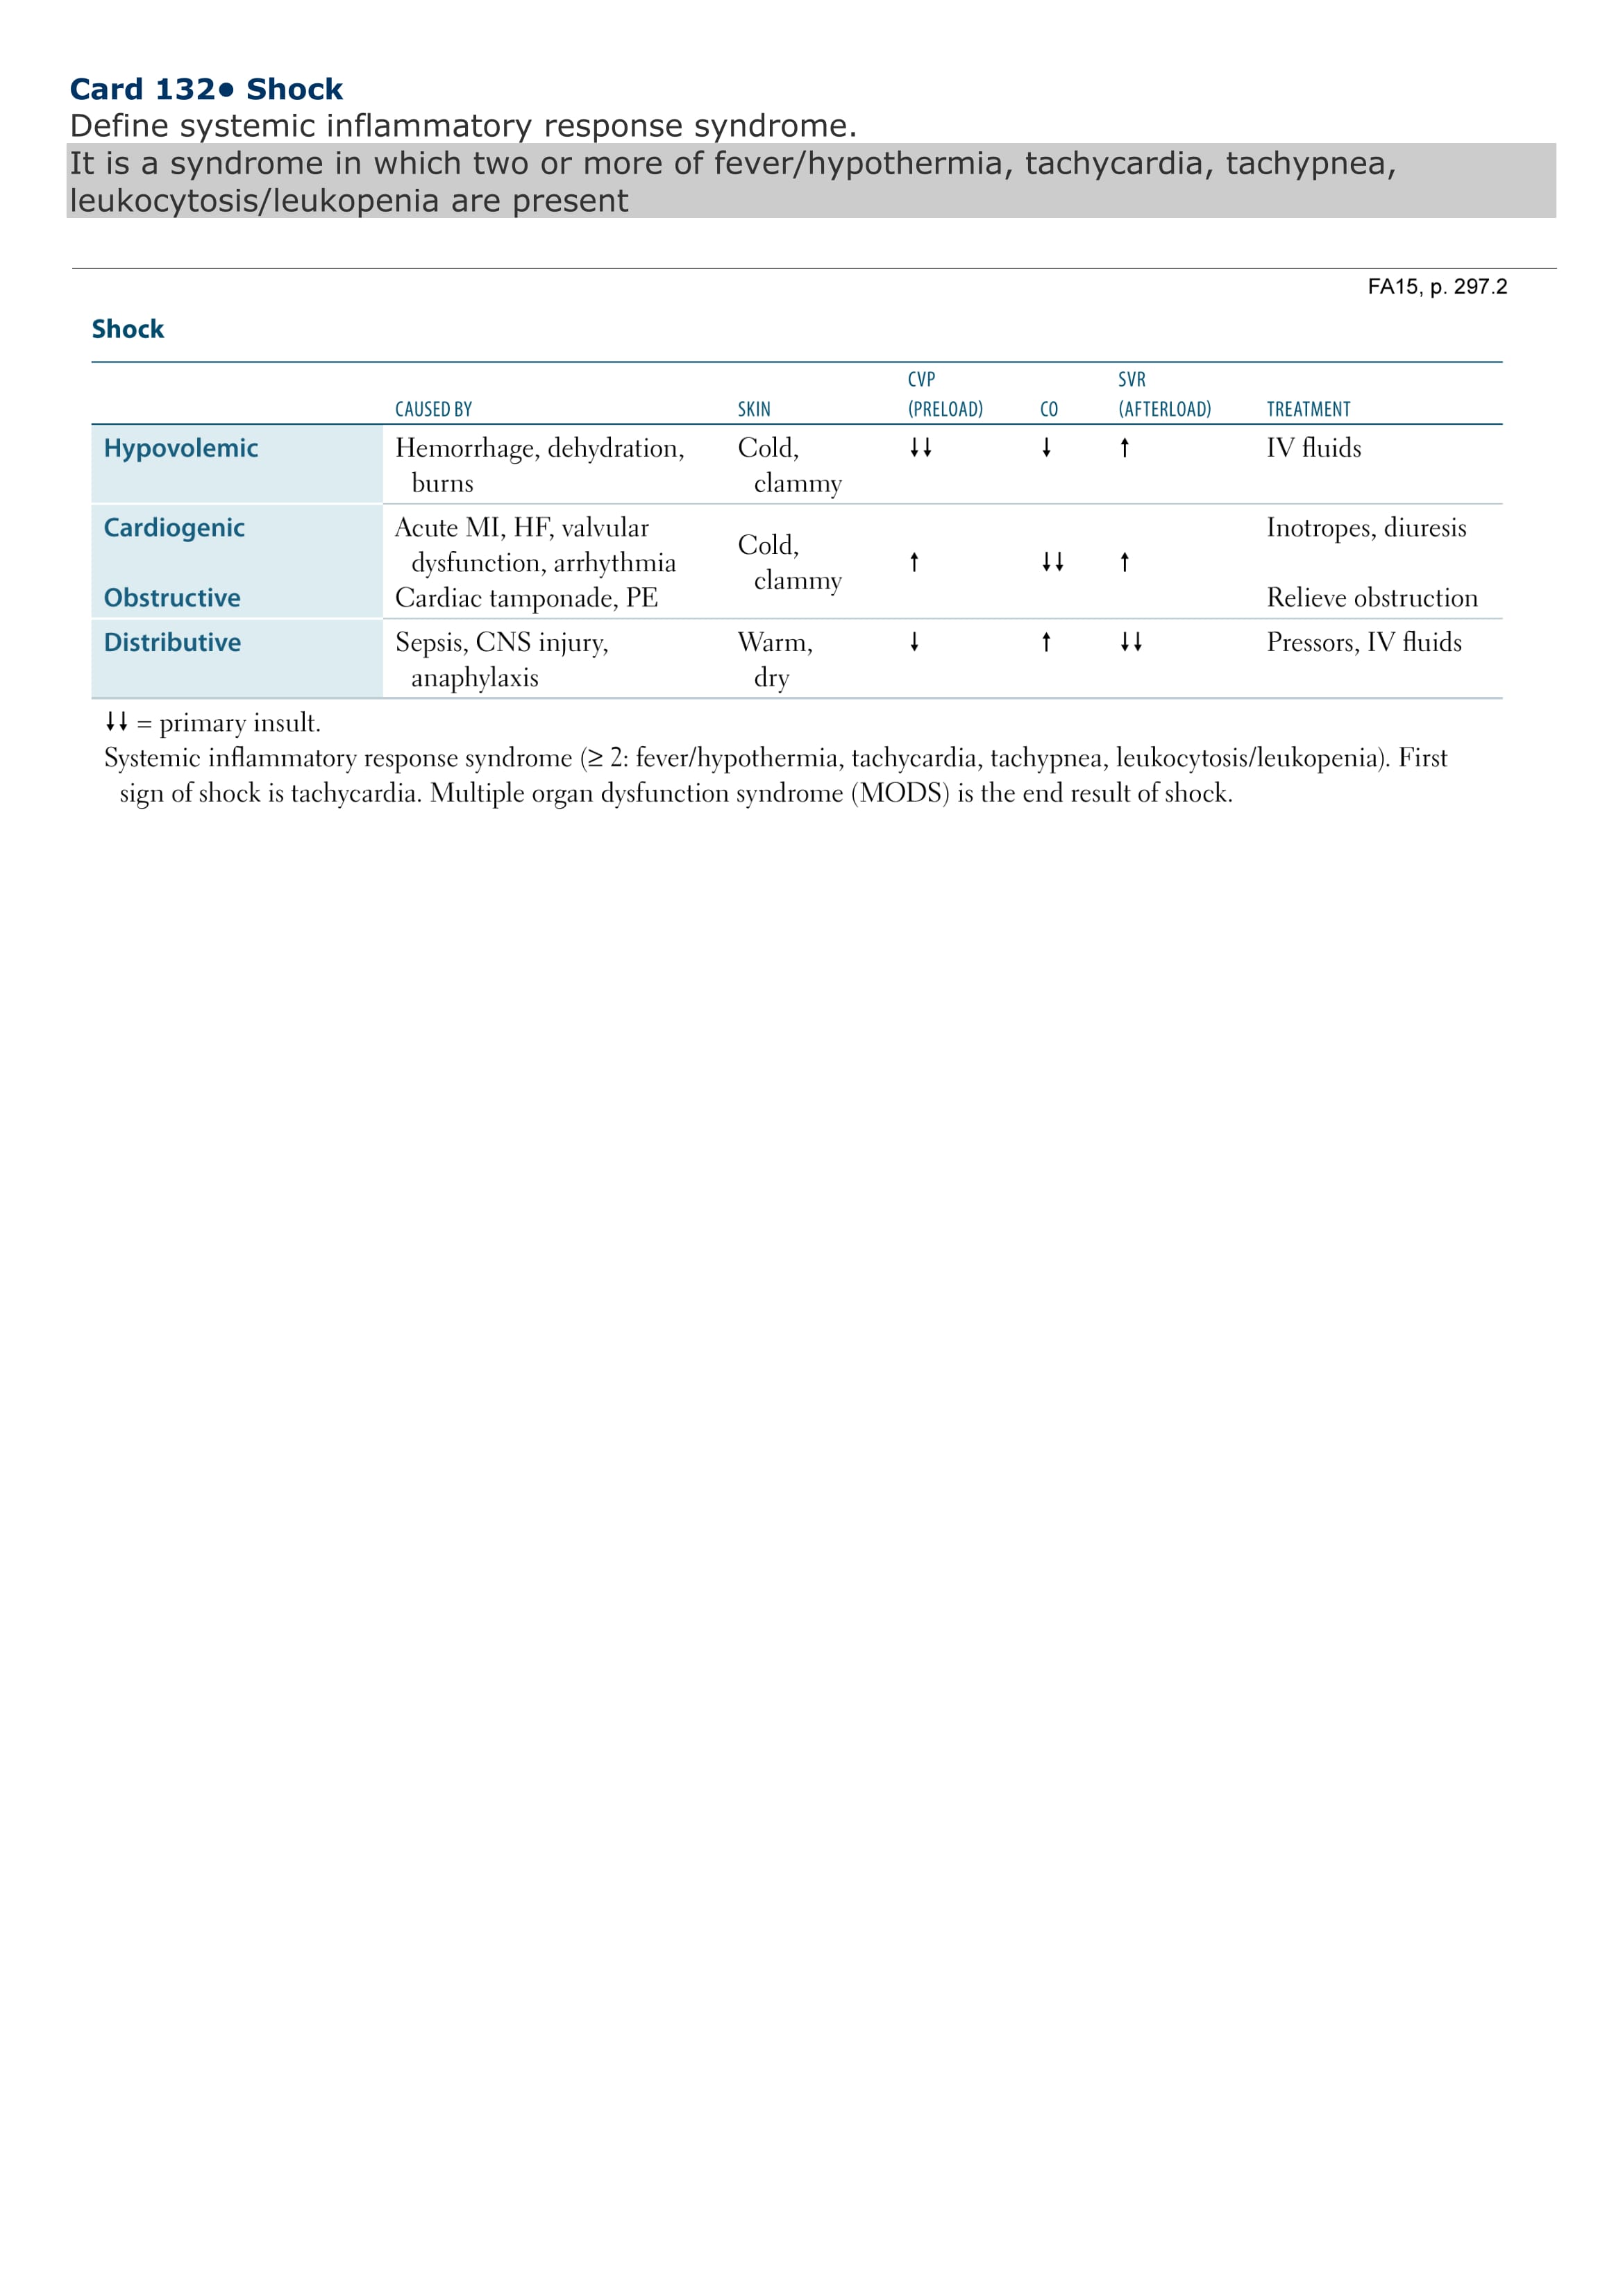 Card 132● Shock
Define systemic inflammatory response syndrome.
It is a syndrome in which two or more of fever/hypothermia, tachycardia, tachypnea,
leukocytosis/leukopenia are present
FA15, p. 297.2
Shock
CVP SVR
CAUSED BY SKIN (PRELOAD) CO (AFTERLOAD) TREATMENT
Hypovolemic Hemorrhage, dehydration, Cold, ↓↓ ↓ ↑ IV fluids
burns clammy
Cardiogenic Acute MI, HF, valvular Inotropes, diuresis
Cold,
dysfunction, arrhythmia ↑ ↓↓ ↑
clammy
Obstructive Cardiac tamponade, PE Relieve obstruction
Distributive Sepsis, CNS injury, Warm, ↓ ↑ ↓↓ Pressors, IV fluids
anaphylaxis dry
↓↓ = primary insult.
Systemic inflammatory response syndrome (≥ 2: fever/hypothermia, tachycardia, tachypnea, leukocytosis/leukopenia). First
sign of shock is tachycardia. Multiple organ dysfunction syndrome (MODS) is the end result of shock.